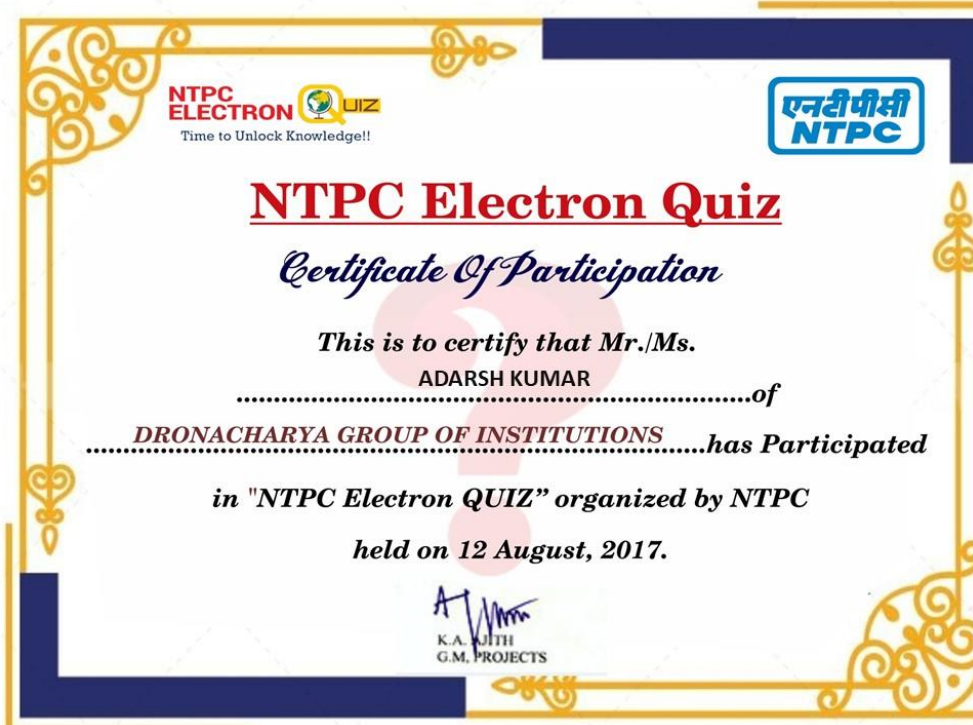 NTPC
ELECTRON QUIZ
Time to Unlock Knowledge!!
एनटीपीसी
NTPC
NTPC Electron Quiz
Certificate Of Participation
This is to certify that Mr./Ms.
ADARSH KUMAR
..........................................................................of
DRONACHARYA GROUP OF INSTITUTIONS
..........................................................................................has Participated
in "NTPC Electron QUIZ” organized by NTPC
held on 12 August, 2017.
K.A. AJITH
G.M, PROJECTS